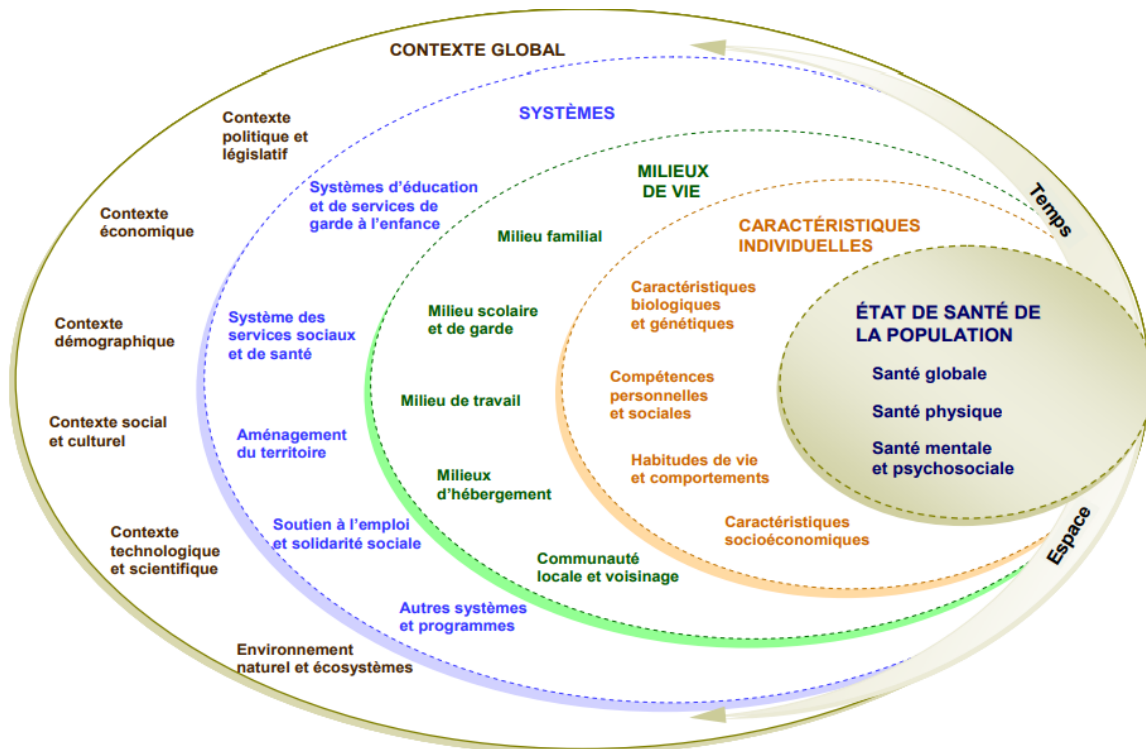 CONTEXTE GLOBAL
Contexte
politique et
législatif
Contexte
économique
Contexte
démographique
Contexte social
et culturel
Contexte
technologique
et scientifique
Environnement
naturel et écosystèmes
SYSTÈMES
Systèmes d'éducation
et de services de
garde à l'enfance
Système des
services sociaux
et de santé
Aménagement
du territoire
Soutien à l'emploi
et solidarité sociale
Autres systèmes
et programmes
MILIEUX
DE VIE
Milieu familial
Milieu scolaire
et de garde
Milieu de travail
Milieux
d'hébergement
Communauté
locale et voisinage
CARACTÉRISTIQUES
INDIVIDUELLES
Caractéristiques
biologiques
et génétiques
Compétences
personnelles
et sociales
Habitudes de vie
et comportements
Caractéristiques
socioéconomiques
ÉTAT DE SANTÉ DE
LA POPULATION
Santé globale
Santé physique
Santé mentale
et psychosociale
Temps
Espace